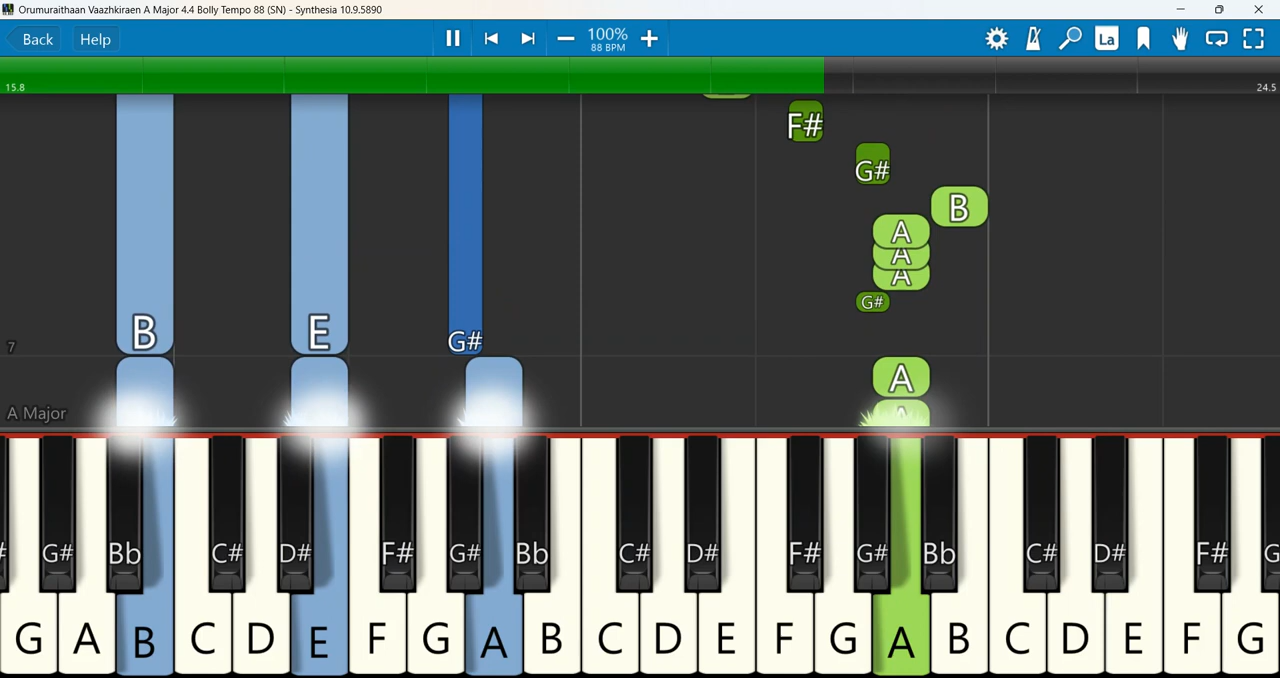 Orumuraithaan Vaazhkiraen A Major 4.4 Bolly Tempo 88 (SN) - Synthesia 10.9.5890
Back Help 100% La
88 BPM
15.8 24.5
F#
G#
B
A
A
A
G#
B E G#
7
A
A Major A
G# Bb C# D# F# G# Bb C# D# F# G# Bb C# D# F# G
G A B C D E F G A B C D E F G A B C D E F G